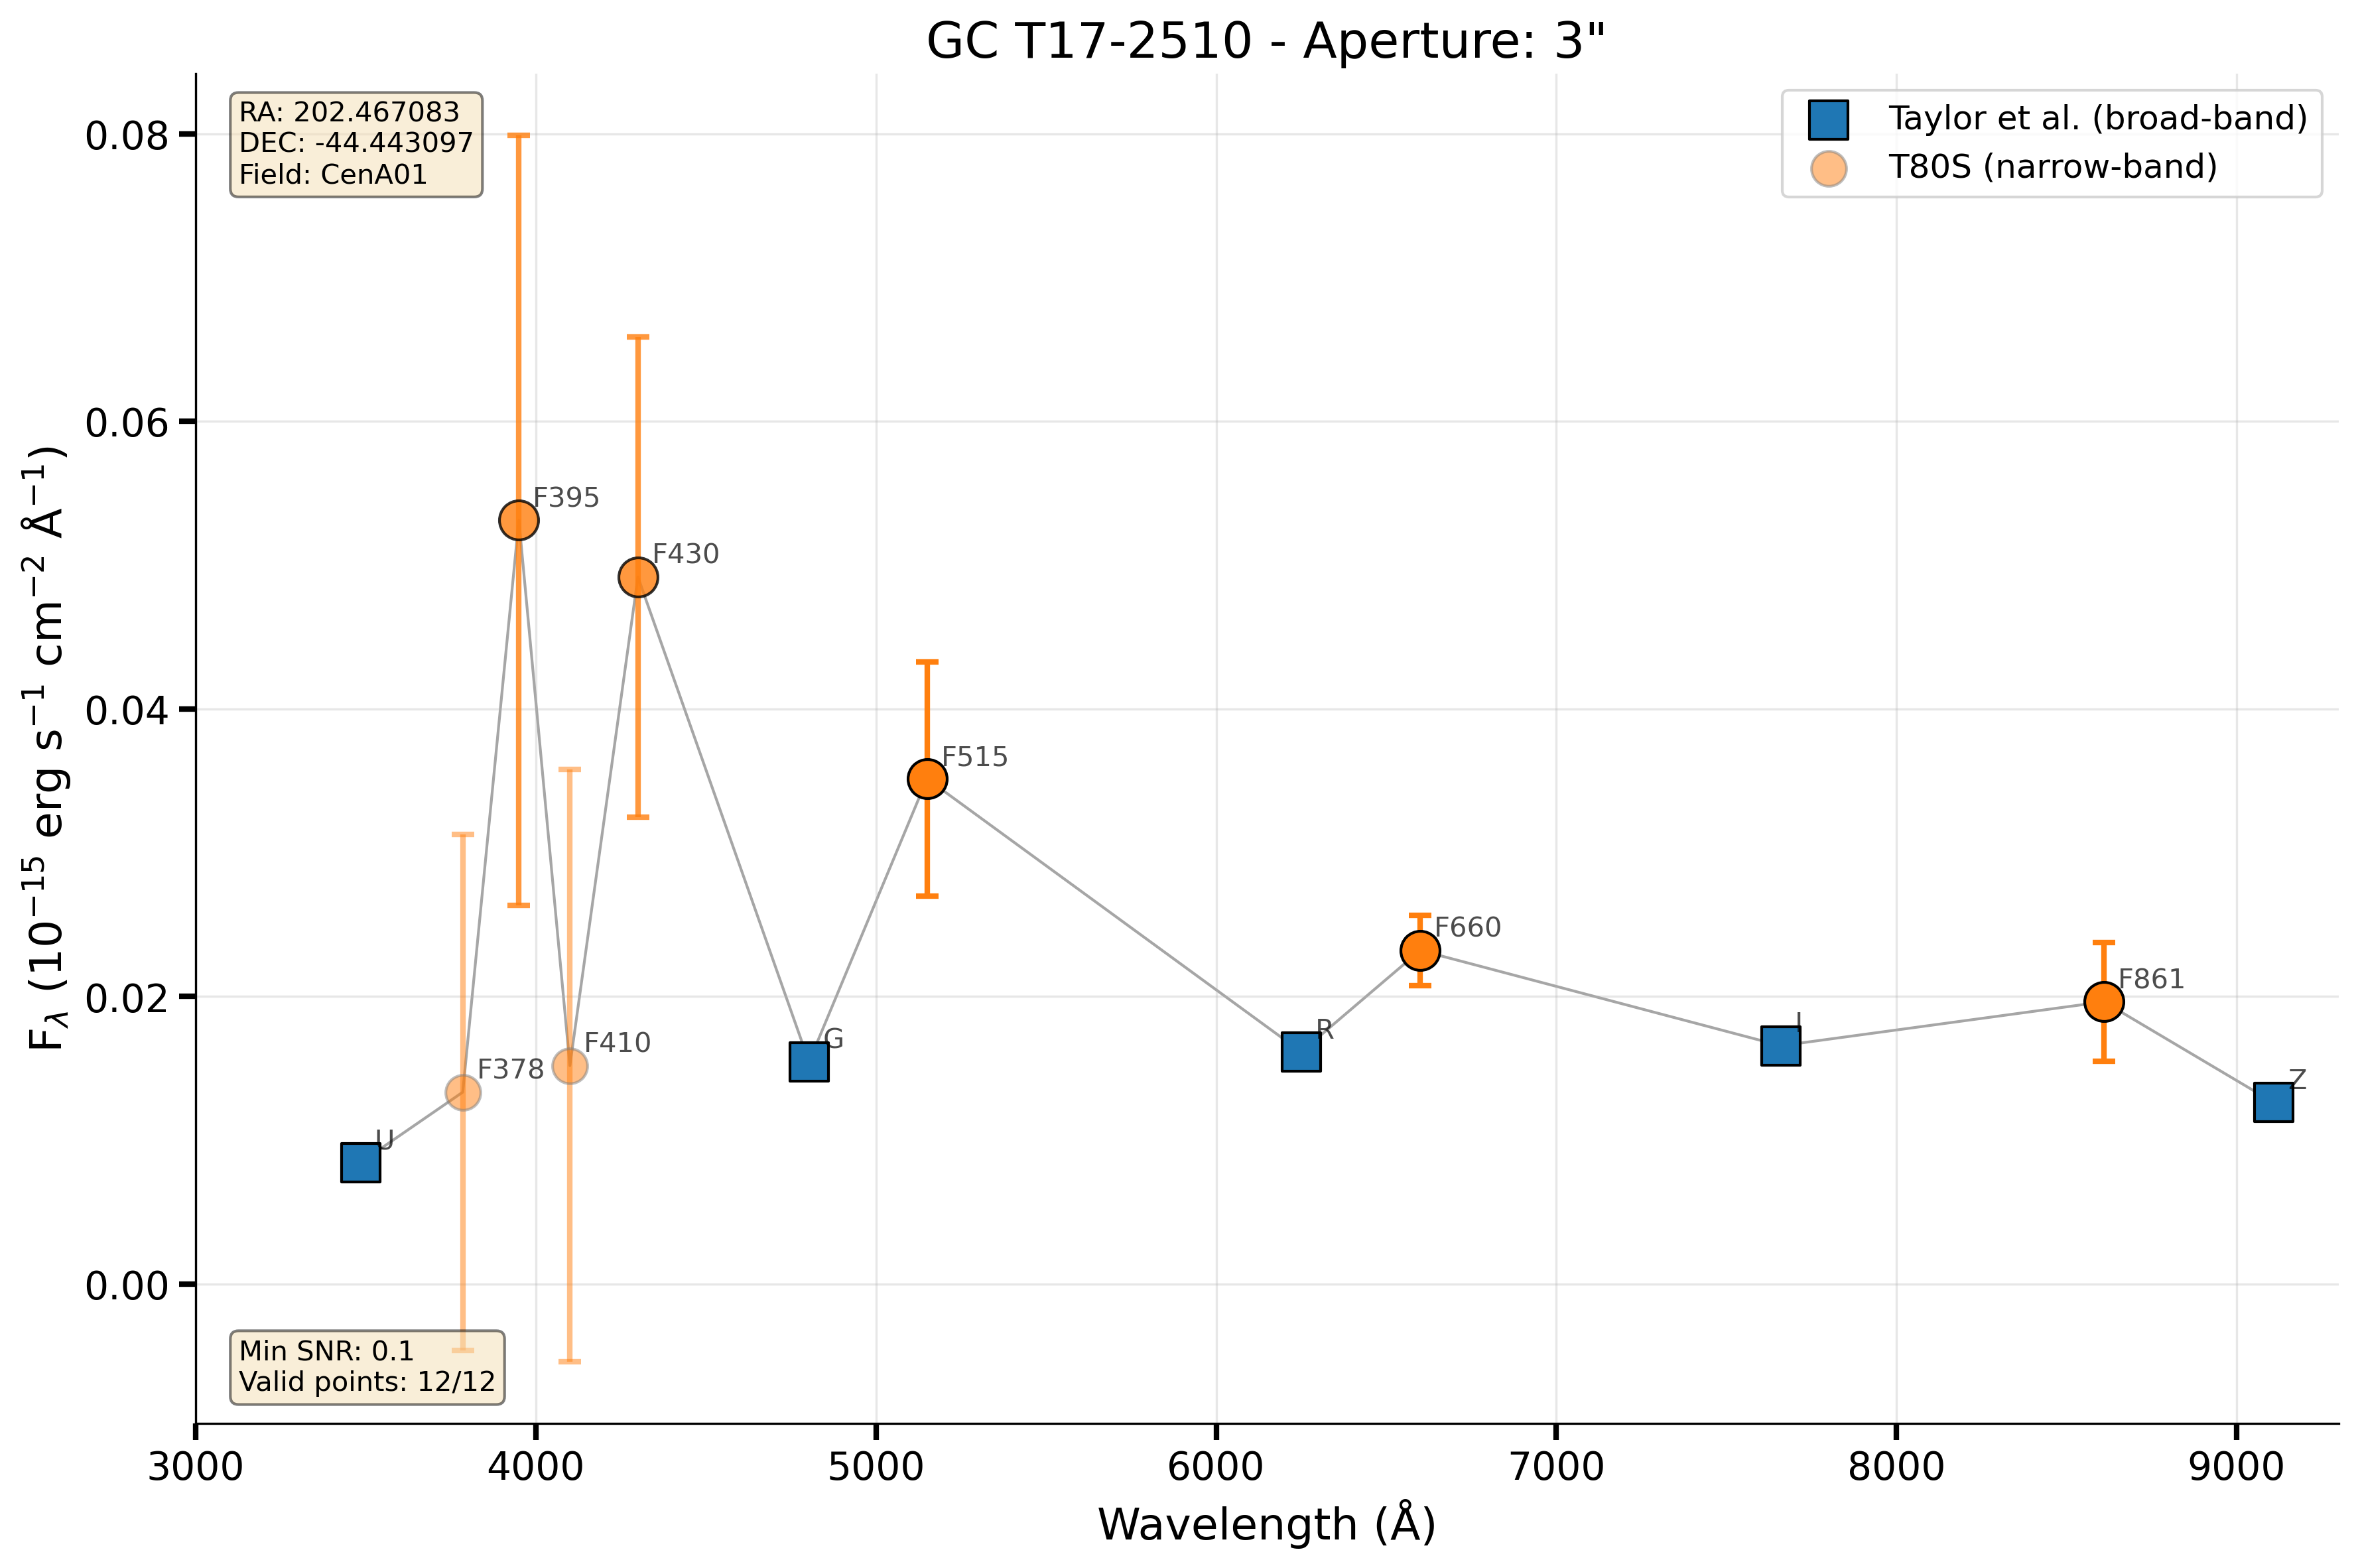 GC T17-2510 - Aperture: 3"
RA: 202.467083
DEC: -44.443097
Field: CenA01
Taylor et al. (broad-band)
T80S (narrow-band)
0.08
0.06
0.04
0.02
0.00
F$_{λ}$ (10$^{−15}$ erg s$^{−1}$ cm$^{−2}$ Å$^{−1}$)
F395
F430
F515
F660
F861
F410
F378
U
G
R
I
Z
Min SNR: 0.1
Valid points: 12/12
3000 4000 5000 6000 7000 8000 9000
Wavelength (Å)